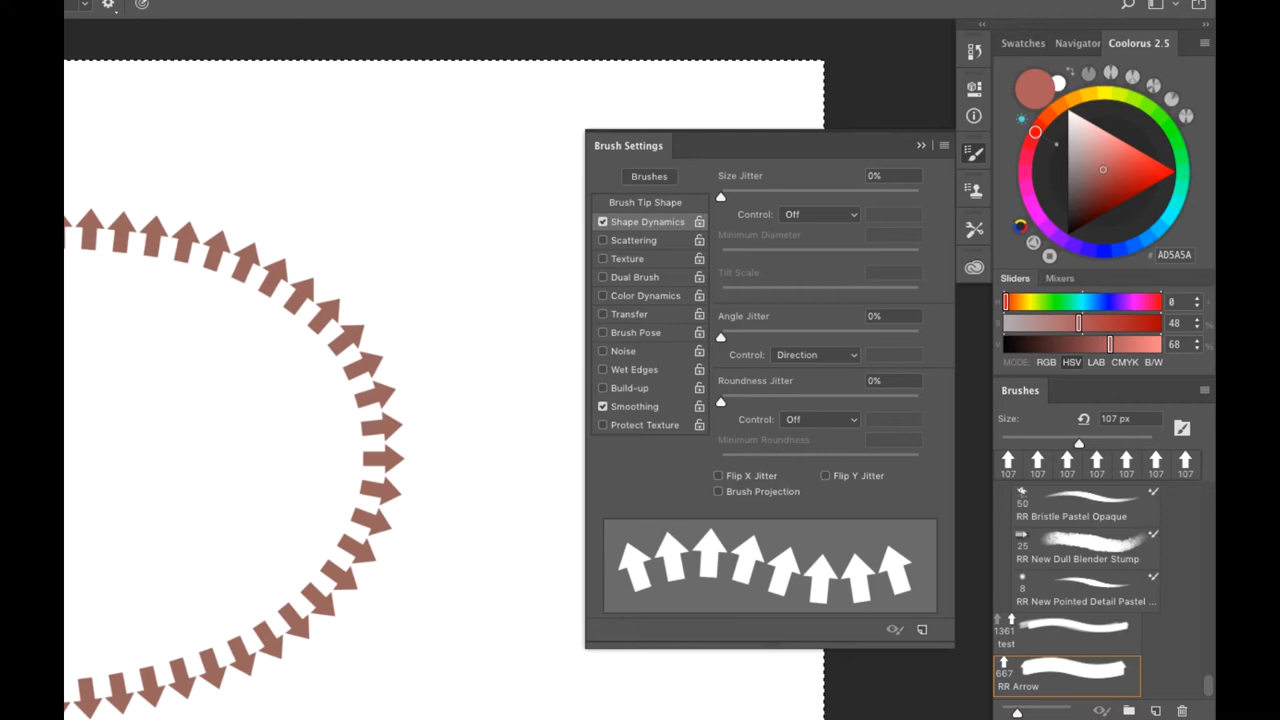 Swatches Navigator Coolorus 2.5
# AD5A5A
Sliders Mixers
H 0
S 48 %
V 68 %
MODE: RGB HSV LAB CMYK B/W
Brushes
Size: 107 px
107 107 107 107 107 107 107
50
RR Bristle Pastel Opaque
25
RR New Dull Blender Stump
8
RR New Pointed Detail Pastel ...
1361
test
667
RR Arrow
Brush Settings
Brushes
Brush Tip Shape
Shape Dynamics
Scattering
Texture
Dual Brush
Color Dynamics
Transfer
Brush Pose
Noise
Wet Edges
Build-up
Smoothing
Protect Texture
Size Jitter 0%
Control: Off
Minimum Diameter
Tilt Scale
Angle Jitter 0%
Control: Direction
Roundness Jitter 0%
Control: Off
Minimum Roundness
Flip X Jitter Flip Y Jitter
Brush Projection